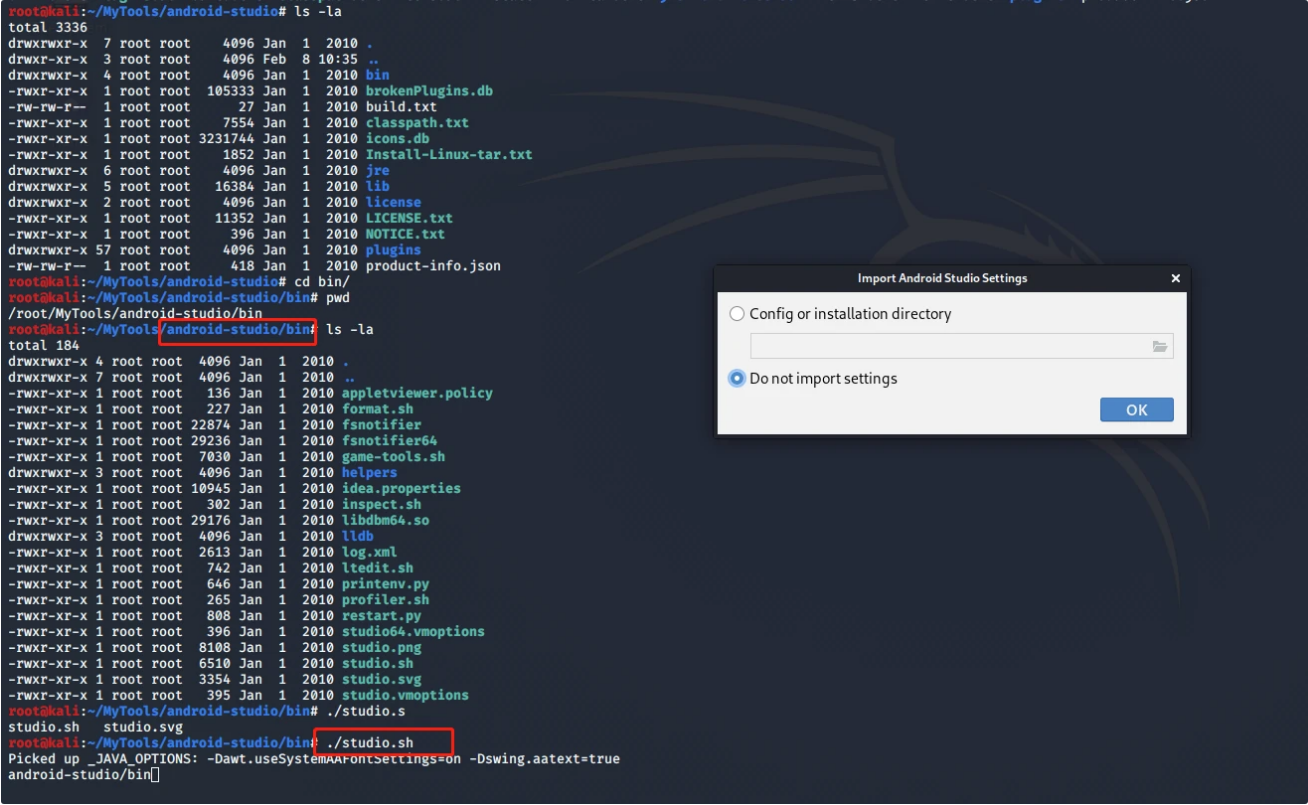 root@kali:~/MyTools/android-studio# ls -la
total 3336
drwxrwxr-x  7 root root    4096 Jan  1  2010 .
drwxr-xr-x  3 root root    4096 Feb  8 10:35 ..
drwxrwxr-x  4 root root    4096 Jan  1  2010 bin
-rwxr-xr-x  1 root root  105333 Jan  1  2010 brokenPlugins.db
-rw-rw-r--  1 root root      27 Jan  1  2010 build.txt
-rwxr-xr-x  1 root root    7554 Jan  1  2010 classpath.txt
-rwxr-xr-x  1 root root 3231744 Jan  1  2010 icons.db
-rwxr-xr-x  1 root root    1852 Jan  1  2010 Install-Linux-tar.txt
drwxrwxr-x  6 root root    4096 Jan  1  2010 jre
drwxrwxr-x  5 root root   16384 Jan  1  2010 lib
drwxrwxr-x  2 root root    4096 Jan  1  2010 license
-rwxr-xr-x  1 root root   11352 Jan  1  2010 LICENSE.txt
-rwxr-xr-x  1 root root     396 Jan  1  2010 NOTICE.txt
drwxrwxr-x 57 root root    4096 Jan  1  2010 plugins
-rw-rw-r--  1 root root     418 Jan  1  2010 product-info.json
root@kali:~/MyTools/android-studio# cd bin/
root@kali:~/MyTools/android-studio/bin# pwd
/root/MyTools/android-studio/bin
root@kali:~/MyTools/android-studio/bin# ls -la
total 184
drwxrwxr-x 4 root root  4096 Jan  1  2010 .
drwxrwxr-x 7 root root  4096 Jan  1  2010 ..
-rwxr-xr-x 1 root root   136 Jan  1  2010 appletviewer.policy
-rwxr-xr-x 1 root root   227 Jan  1  2010 format.sh
-rwxr-xr-x 1 root root 22874 Jan  1  2010 fsnotifier
-rwxr-xr-x 1 root root 29236 Jan  1  2010 fsnotifier64
-rwxr-xr-x 1 root root  7030 Jan  1  2010 game-tools.sh
drwxrwxr-x 3 root root  4096 Jan  1  2010 helpers
-rwxr-xr-x 1 root root 10945 Jan  1  2010 idea.properties
-rwxr-xr-x 1 root root   302 Jan  1  2010 inspect.sh
-rwxr-xr-x 1 root root 29176 Jan  1  2010 libdbm64.so
drwxrwxr-x 3 root root  4096 Jan  1  2010 lldb
-rwxr-xr-x 1 root root  2613 Jan  1  2010 log.xml
-rwxr-xr-x 1 root root   742 Jan  1  2010 ltedit.sh
-rwxr-xr-x 1 root root   646 Jan  1  2010 printenv.py
-rwxr-xr-x 1 root root   265 Jan  1  2010 profiler.sh
-rwxr-xr-x 1 root root   808 Jan  1  2010 restart.py
-rwxr-xr-x 1 root root   396 Jan  1  2010 studio64.vmoptions
-rwxr-xr-x 1 root root  8108 Jan  1  2010 studio.png
-rwxr-xr-x 1 root root  6510 Jan  1  2010 studio.sh
-rwxr-xr-x 1 root root  3354 Jan  1  2010 studio.svg
-rwxr-xr-x 1 root root   395 Jan  1  2010 studio.vmoptions
root@kali:~/MyTools/android-studio/bin# ./studio.s
studio.sh   studio.svg
root@kali:~/MyTools/android-studio/bin# ./studio.sh
Picked up _JAVA_OPTIONS: -Dawt.useSystemAAFontSettings=on -Dswing.aatext=true
android-studio/bin
Import Android Studio Settings
Config or installation directory
Do not import settings
OK